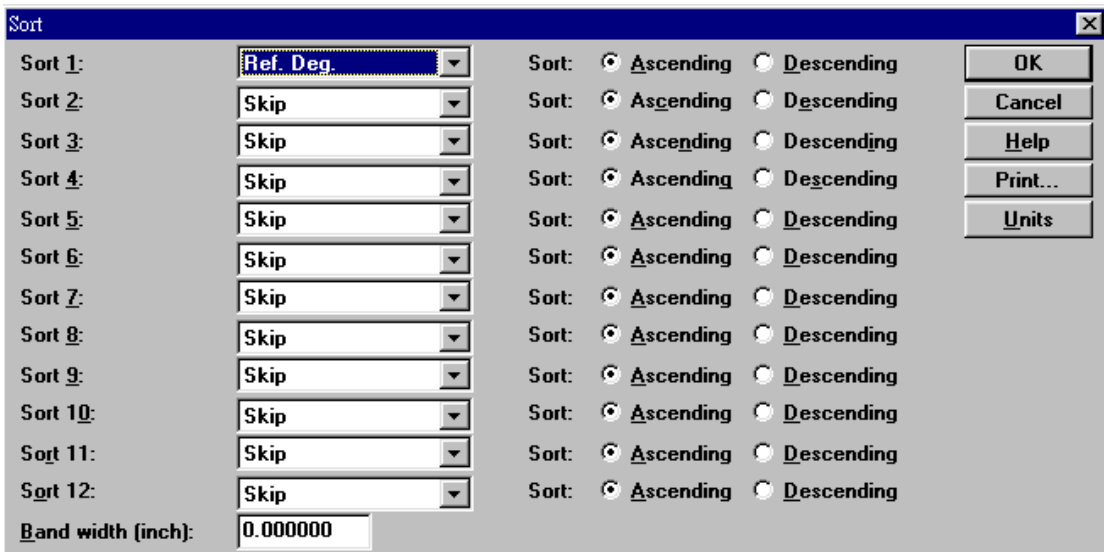 Sort
Sort 1: Ref. Deg. Sort: Ascending Descending OK
Sort 2: Skip Sort: Ascending Descending Cancel
Sort 3: Skip Sort: Ascending Descending Help
Sort 4: Skip Sort: Ascending Descending Print...
Sort 5: Skip Sort: Ascending Descending Units
Sort 6: Skip Sort: Ascending Descending
Sort 7: Skip Sort: Ascending Descending
Sort 8: Skip Sort: Ascending Descending
Sort 9: Skip Sort: Ascending Descending
Sort 10: Skip Sort: Ascending Descending
Sort 11: Skip Sort: Ascending Descending
Sort 12: Skip Sort: Ascending Descending
Band width (inch): 0.000000